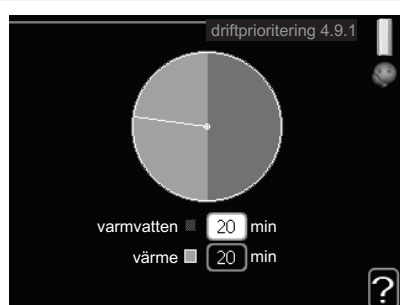 driftprioritering 4.9.1
varmvatten 20 min
värme 20 min
?